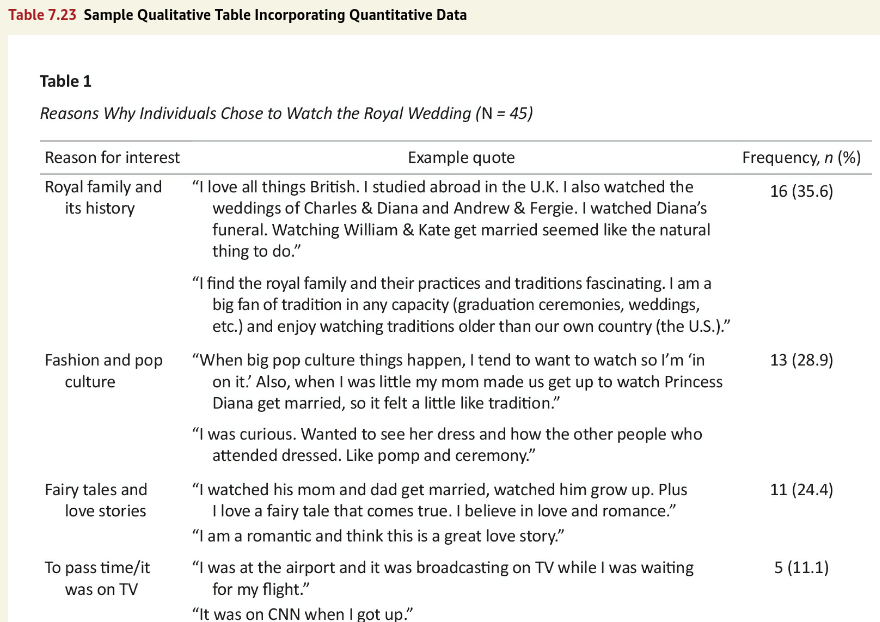 Table 7.23 Sample Qualitative Table Incorporating Quantitative Data
Table 1
Reasons Why Individuals Chose to Watch the Royal Wedding (N = 45)
Reason for interest Example quote Frequency, n (%)
Royal family and its history
“I love all things British. I studied abroad in the U.K. I also watched the
weddings of Charles & Diana and Andrew & Fergie. I watched Diana’s
funeral. Watching William & Kate get married seemed like the natural
thing to do.”
16 (35.6)
“I find the royal family and their practices and traditions fascinating. I am a
big fan of tradition in any capacity (graduation ceremonies, weddings,
etc.) and enjoy watching traditions older than our own country (the U.S.).”
Fashion and pop culture
“When big pop culture things happen, I tend to want to watch so I’m ‘in
on it.’ Also, when I was little my mom made us get up to watch Princess
Diana get married, so it felt a little like tradition.”
13 (28.9)
“I was curious. Wanted to see her dress and how the other people who
attended dressed. Like pomp and ceremony.”
Fairy tales and love stories
“I watched his mom and dad get married, watched him grow up. Plus
I love a fairy tale that comes true. I believe in love and romance.”
11 (24.4)
“I am a romantic and think this is a great love story.”
To pass time/it was on TV
“I was at the airport and it was broadcasting on TV while I was waiting
for my flight.”
5 (11.1)
“It was on CNN when I got up.”